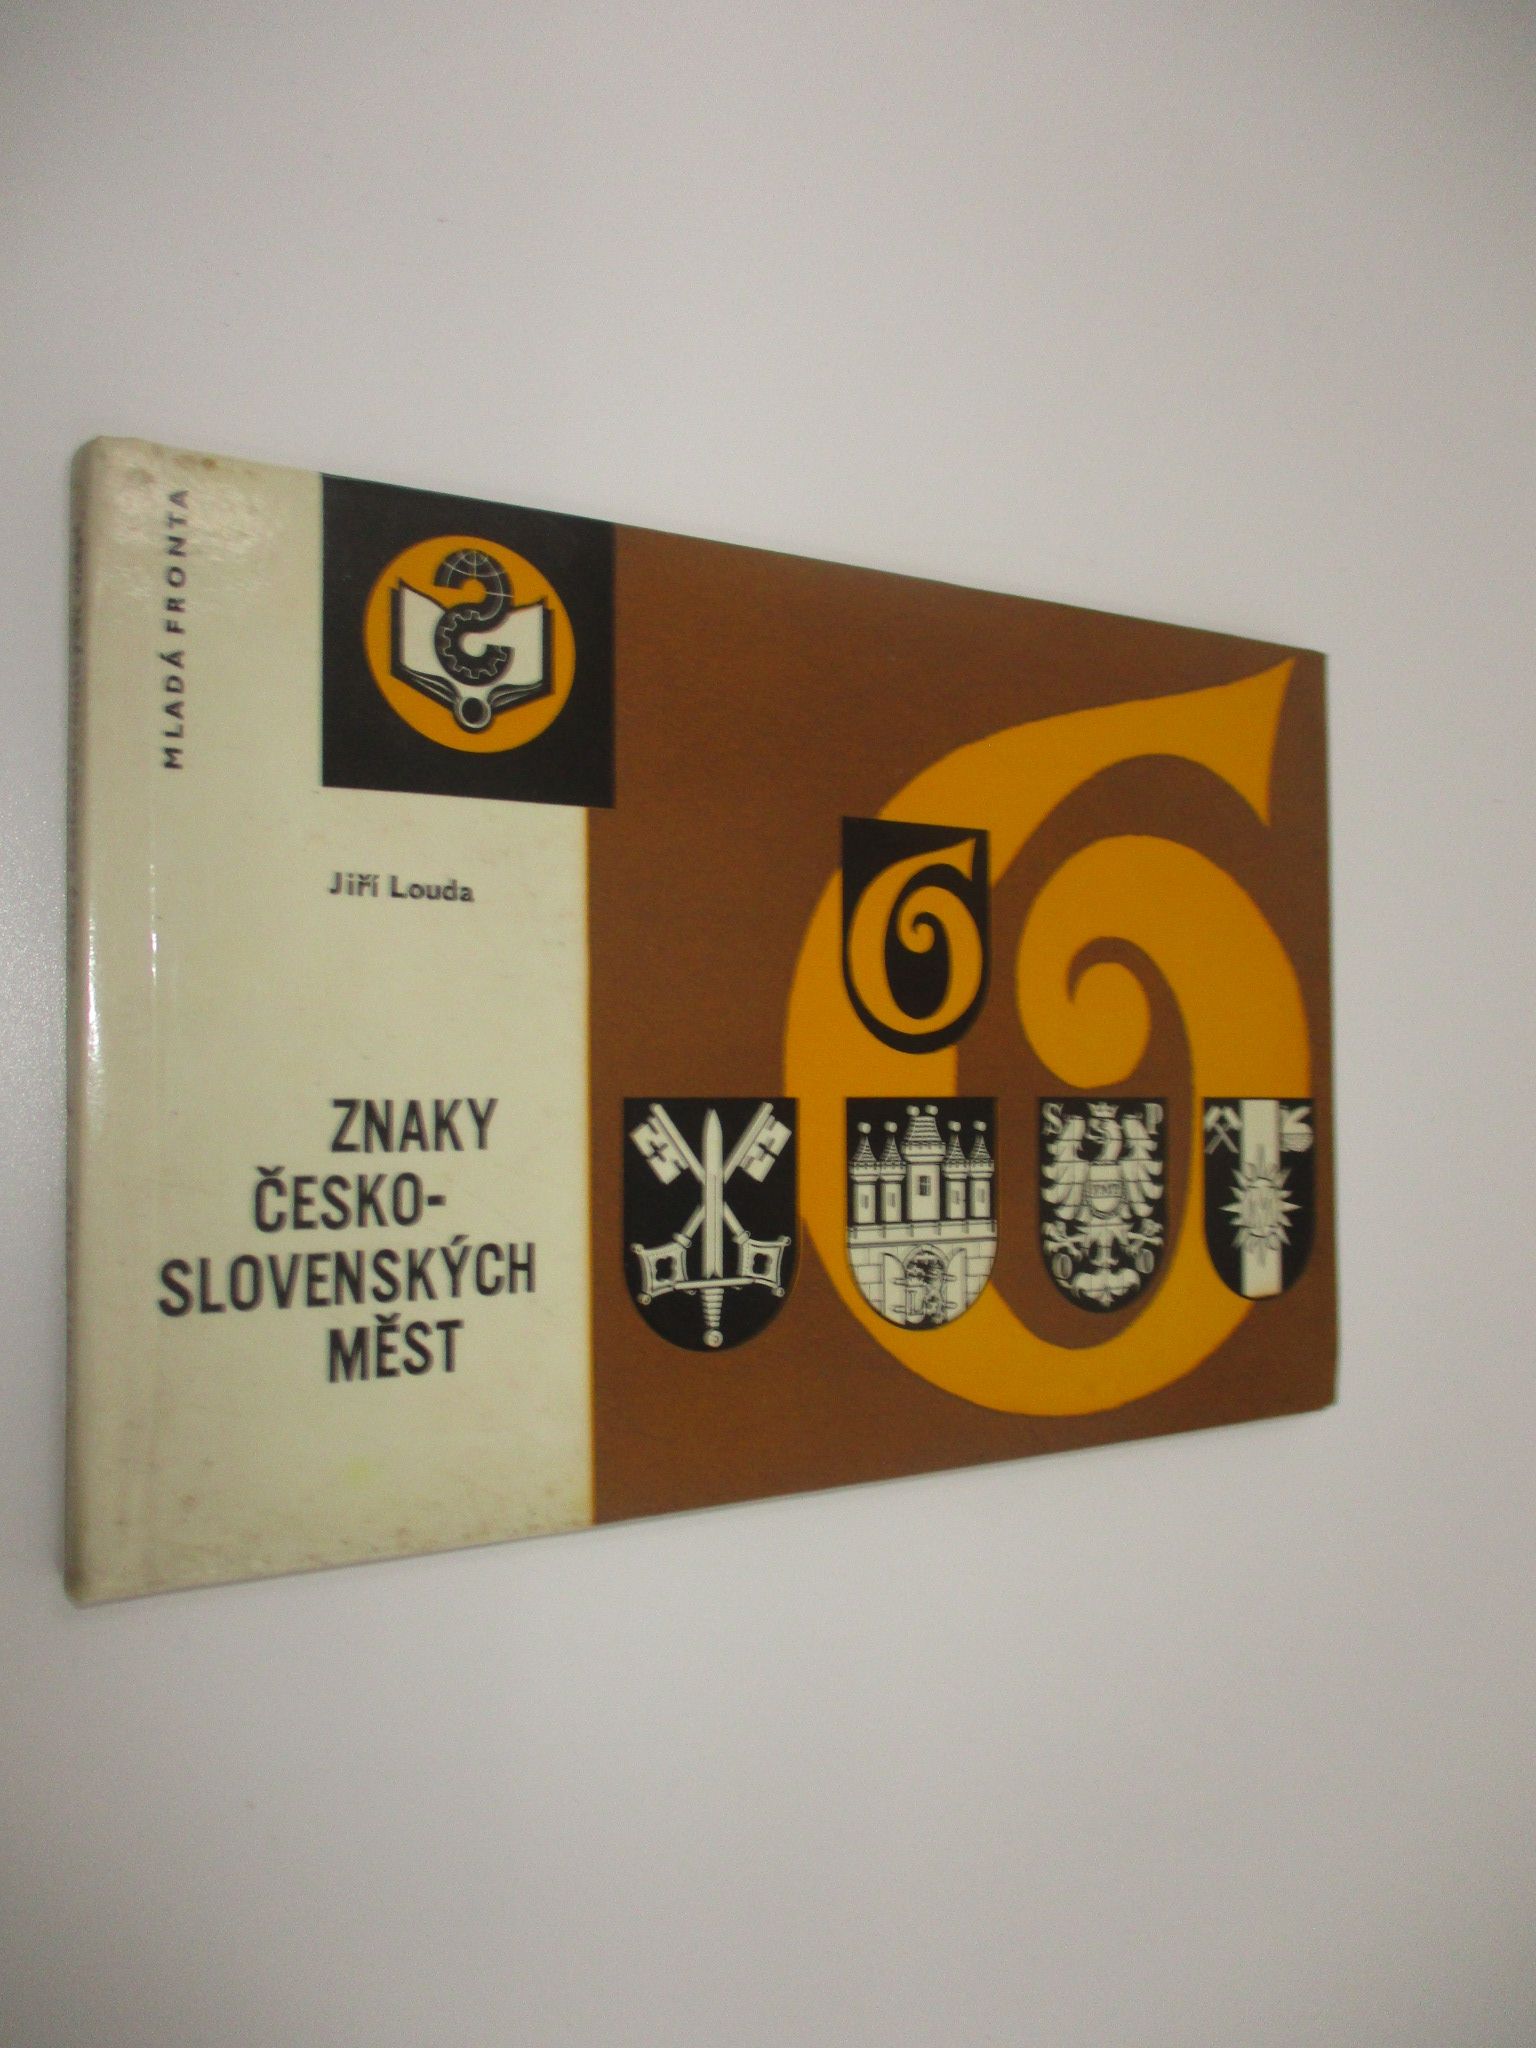 MLADÁ FRONTA
Jiří Louda
ZNAKY
ČESKO-
SLOVENSKÝCH
MĚST
S P
O O